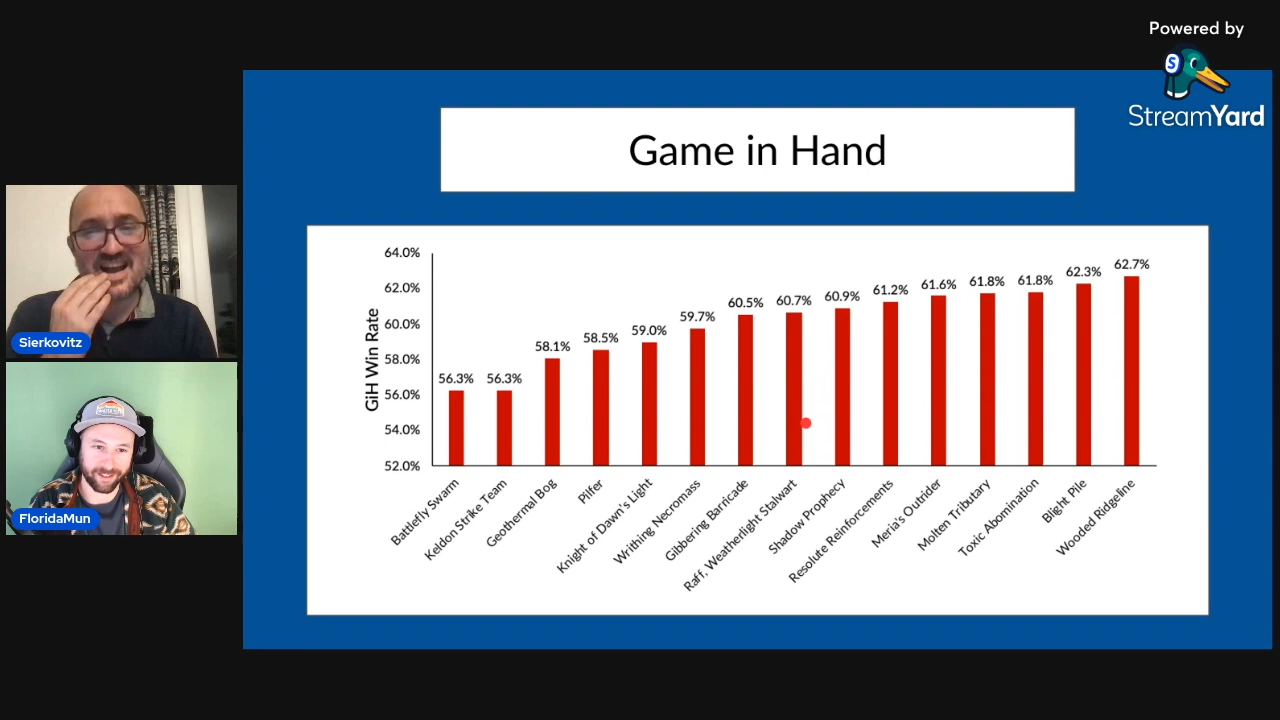 Powered by
StreamYard
Game in Hand
GiH Win Rate
64.0%
62.0%
60.0%
58.0%
56.0%
54.0%
52.0%
56.3%
56.3%
58.1%
58.5%
59.0%
59.7%
60.5%
60.7%
60.9%
61.2%
61.6%
61.8%
61.8%
62.3%
62.7%
Battlefly Swarm
Keldon Strike Team
Geothermal Bog
Pilfer
Knight of Dawn's Light
Writhing Necromass
Gibbering Barricade
Raff, Weatherlight Stalwart
Shadow Prophecy
Resolute Reinforcements
Meria's Outrider
Molten Tributary
Toxic Abomination
Blight Pile
Wooded Ridgeline
Sierkovitz
FloridaMun